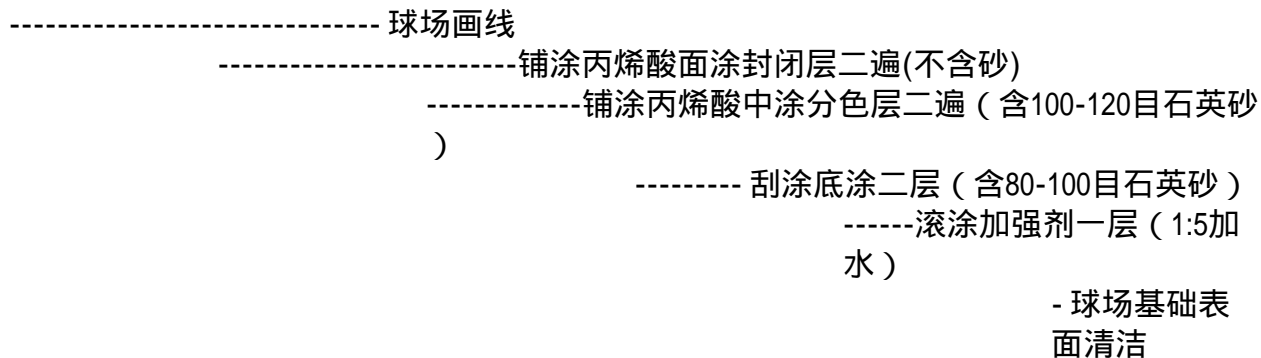 ------------------------------- 球场画线
-------------------------铺涂丙烯酸面涂封闭层二遍(不含砂)
-------------铺涂丙烯酸中涂分色层二遍（含100-120目石英砂
）
--------- 刮涂底涂二层（含80-100目石英砂）
------滚涂加强剂一层（1:5加
水）
- 球场基础表
面清洁